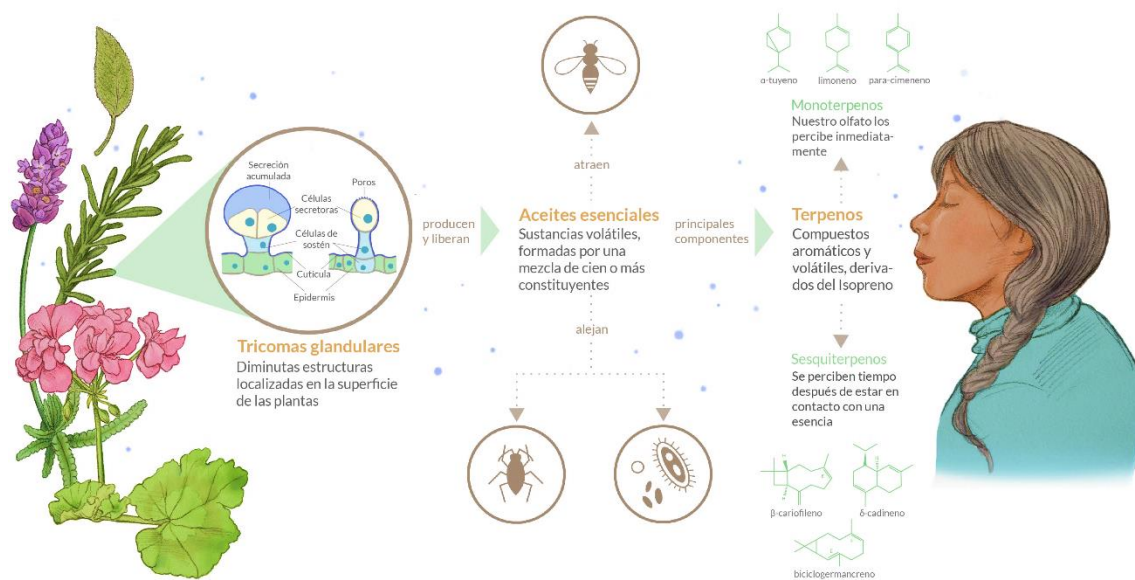 Secreción
acumulada
Poros
Células
secretoras
Células de
sostén
Cutícula
Epidermis
Tricomas glandulares
Diminutas estructuras
localizadas en la superficie
de las plantas
producen
y liberan
atraen
Aceites esenciales
Sustancias volátiles,
formadas por una
mezcla de cien o más
constituyentes
alejan
principales
componentes
α-tuyeno
limoneno
para-cimeneno
Monoterpenos
Nuestro olfato los
percibe inmediata-
mente
Terpenos
Compuestos
aromáticos y
volátiles, deriva-
dos del Isopreno
Sesquiterpenos
Se perciben tiempo
después de estar en
contacto con una
esencia
β-cariofileno
δ-cadineno
biciclogermancreno